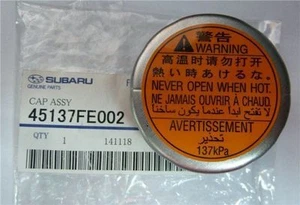 SUBARU
GENUINE PARTS
CAP ASSY
45137FE002
QTY 1 141118
警告
WARNING
高温时请勿打开
熱い時あけるな。
NEVER OPEN WHEN HOT.
NE JAMAIS OUVRIR À CHAUD.
لا تفتح أبداً عندما يكون ساخناً
AVERTISSEMENT
تحذير
137kPa